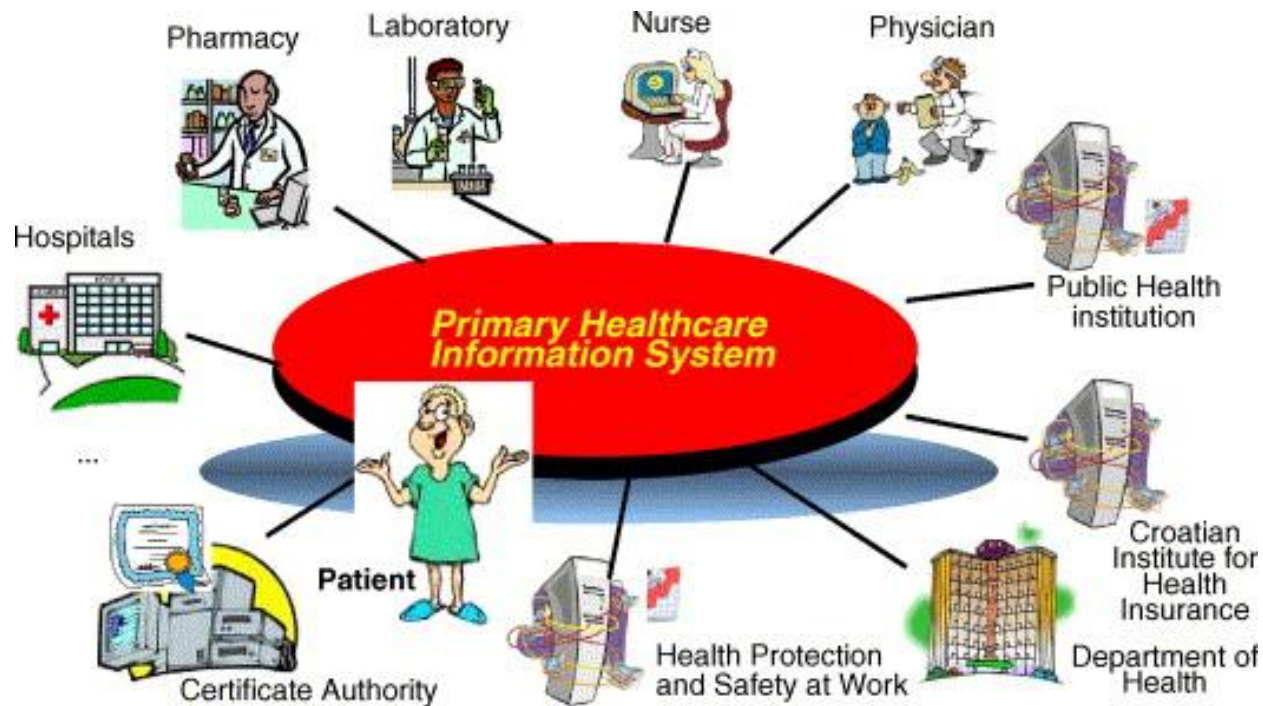 Pharmacy
Laboratory
Nurse
Physician
Hospitals
Public Health
institution
Primary Healthcare
Information System
...
Croatian
Institute for
Health
Insurance
Patient
Certificate Authority
Health Protection
and Safety at Work
Department of
Health